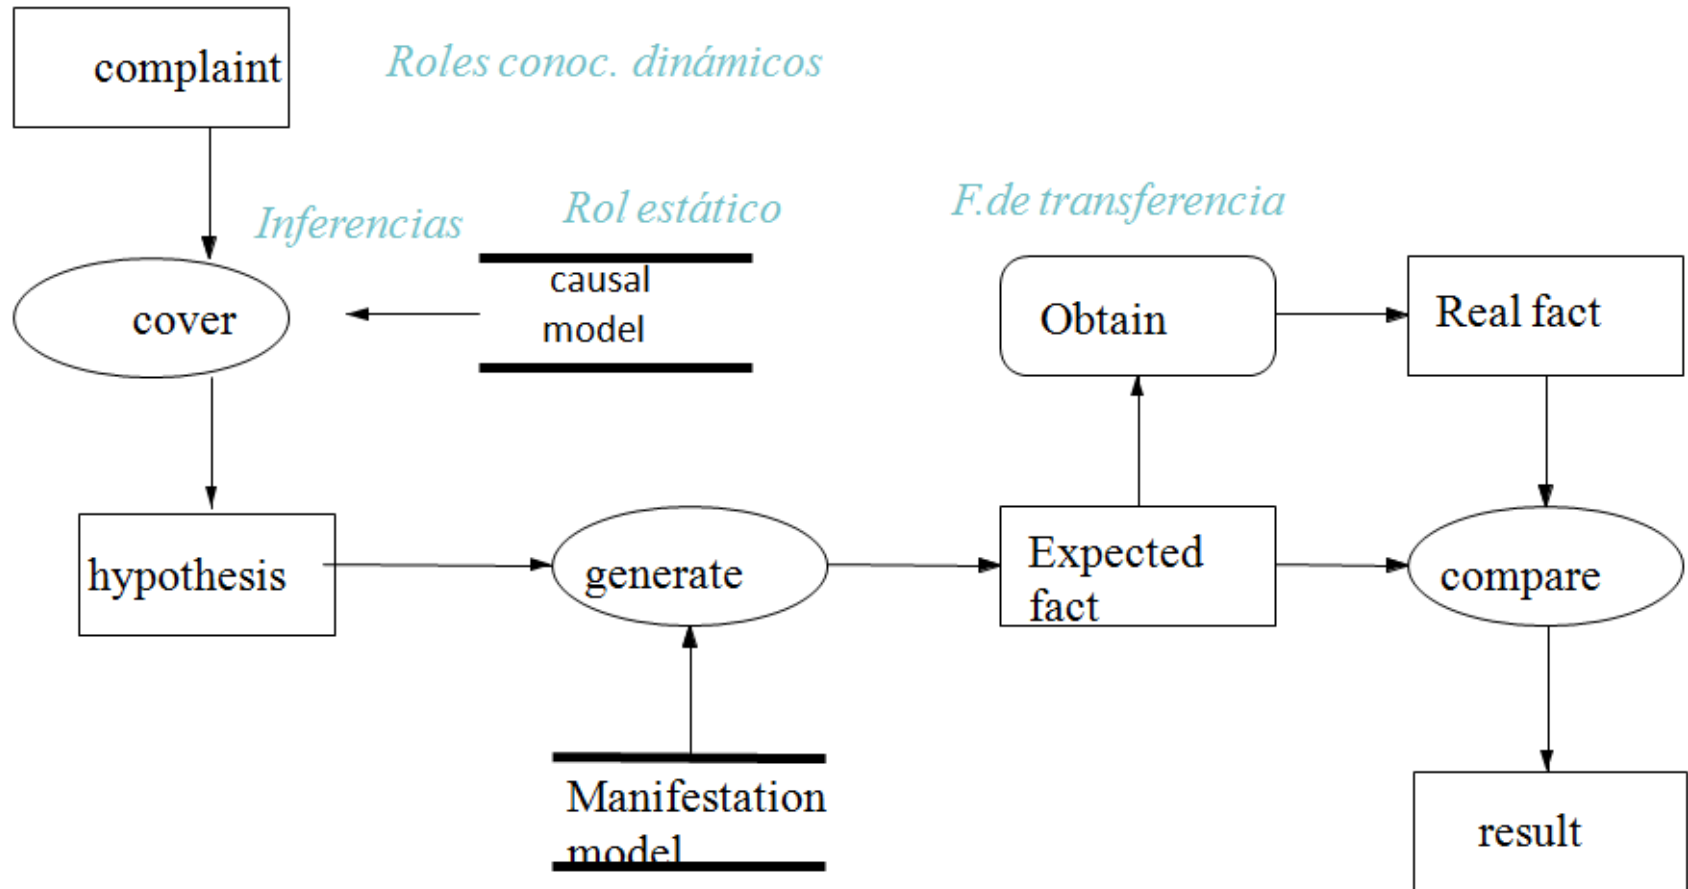 complaint
Roles conoc. dinámicos
Inferencias
Rol estático
F.de transferencia
causal
model
cover
Obtain
Real fact
hypothesis
generate
Expected
fact
compare
Manifestation
model
result